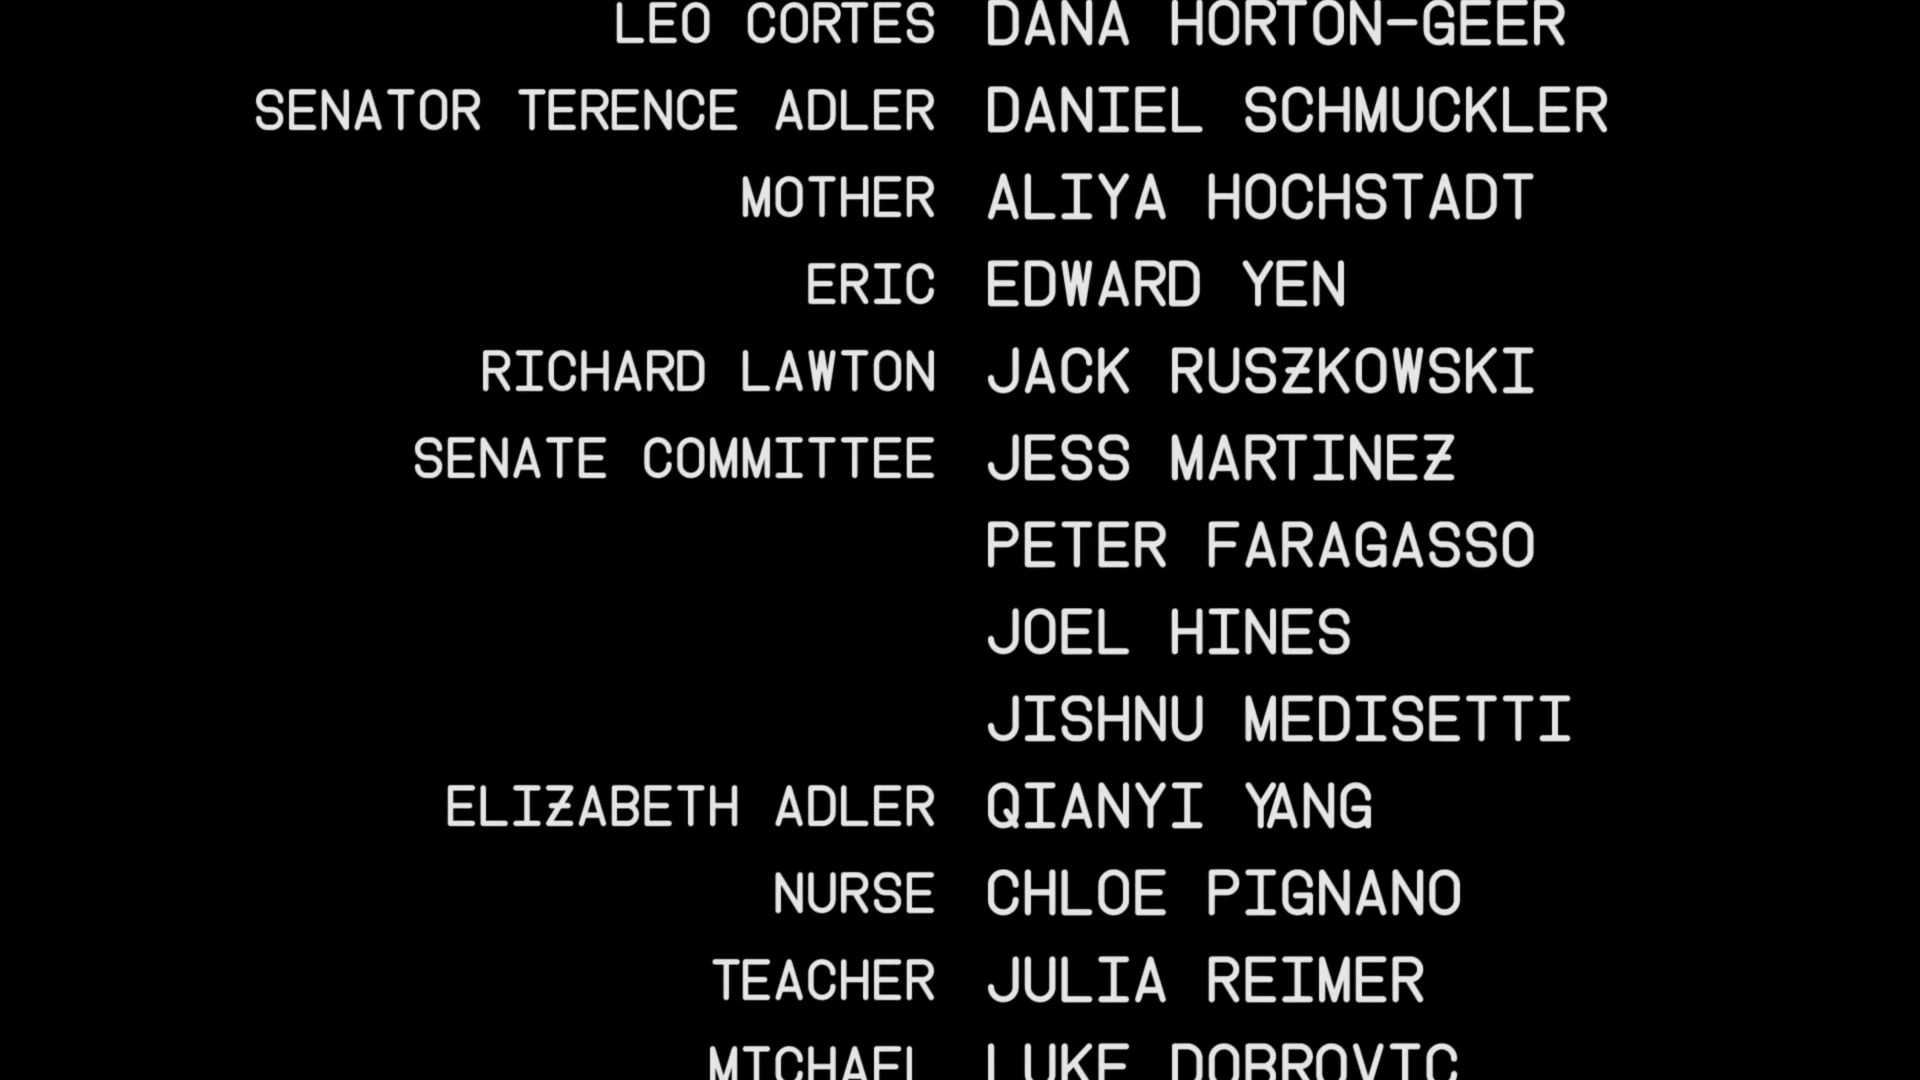 LEO CORTES DANA HORTON-GEER
SENATOR TERENCE ADLER DANIEL SCHMUCKLER
MOTHER ALIYA HOCHSTADT
ERIC EDWARD YEN
RICHARD LAWTON JACK RUSZKOWSKI
SENATE COMMITTEE JESS MARTINEZ
PETER FARAGASSO
JOEL HINES
JISHNU MEDISETTI
ELIZABETH ADLER QIANYI YANG
NURSE CHLOE PIGNANO
TEACHER JULIA REIMER
MICHAEL LUKE DOBROVIC